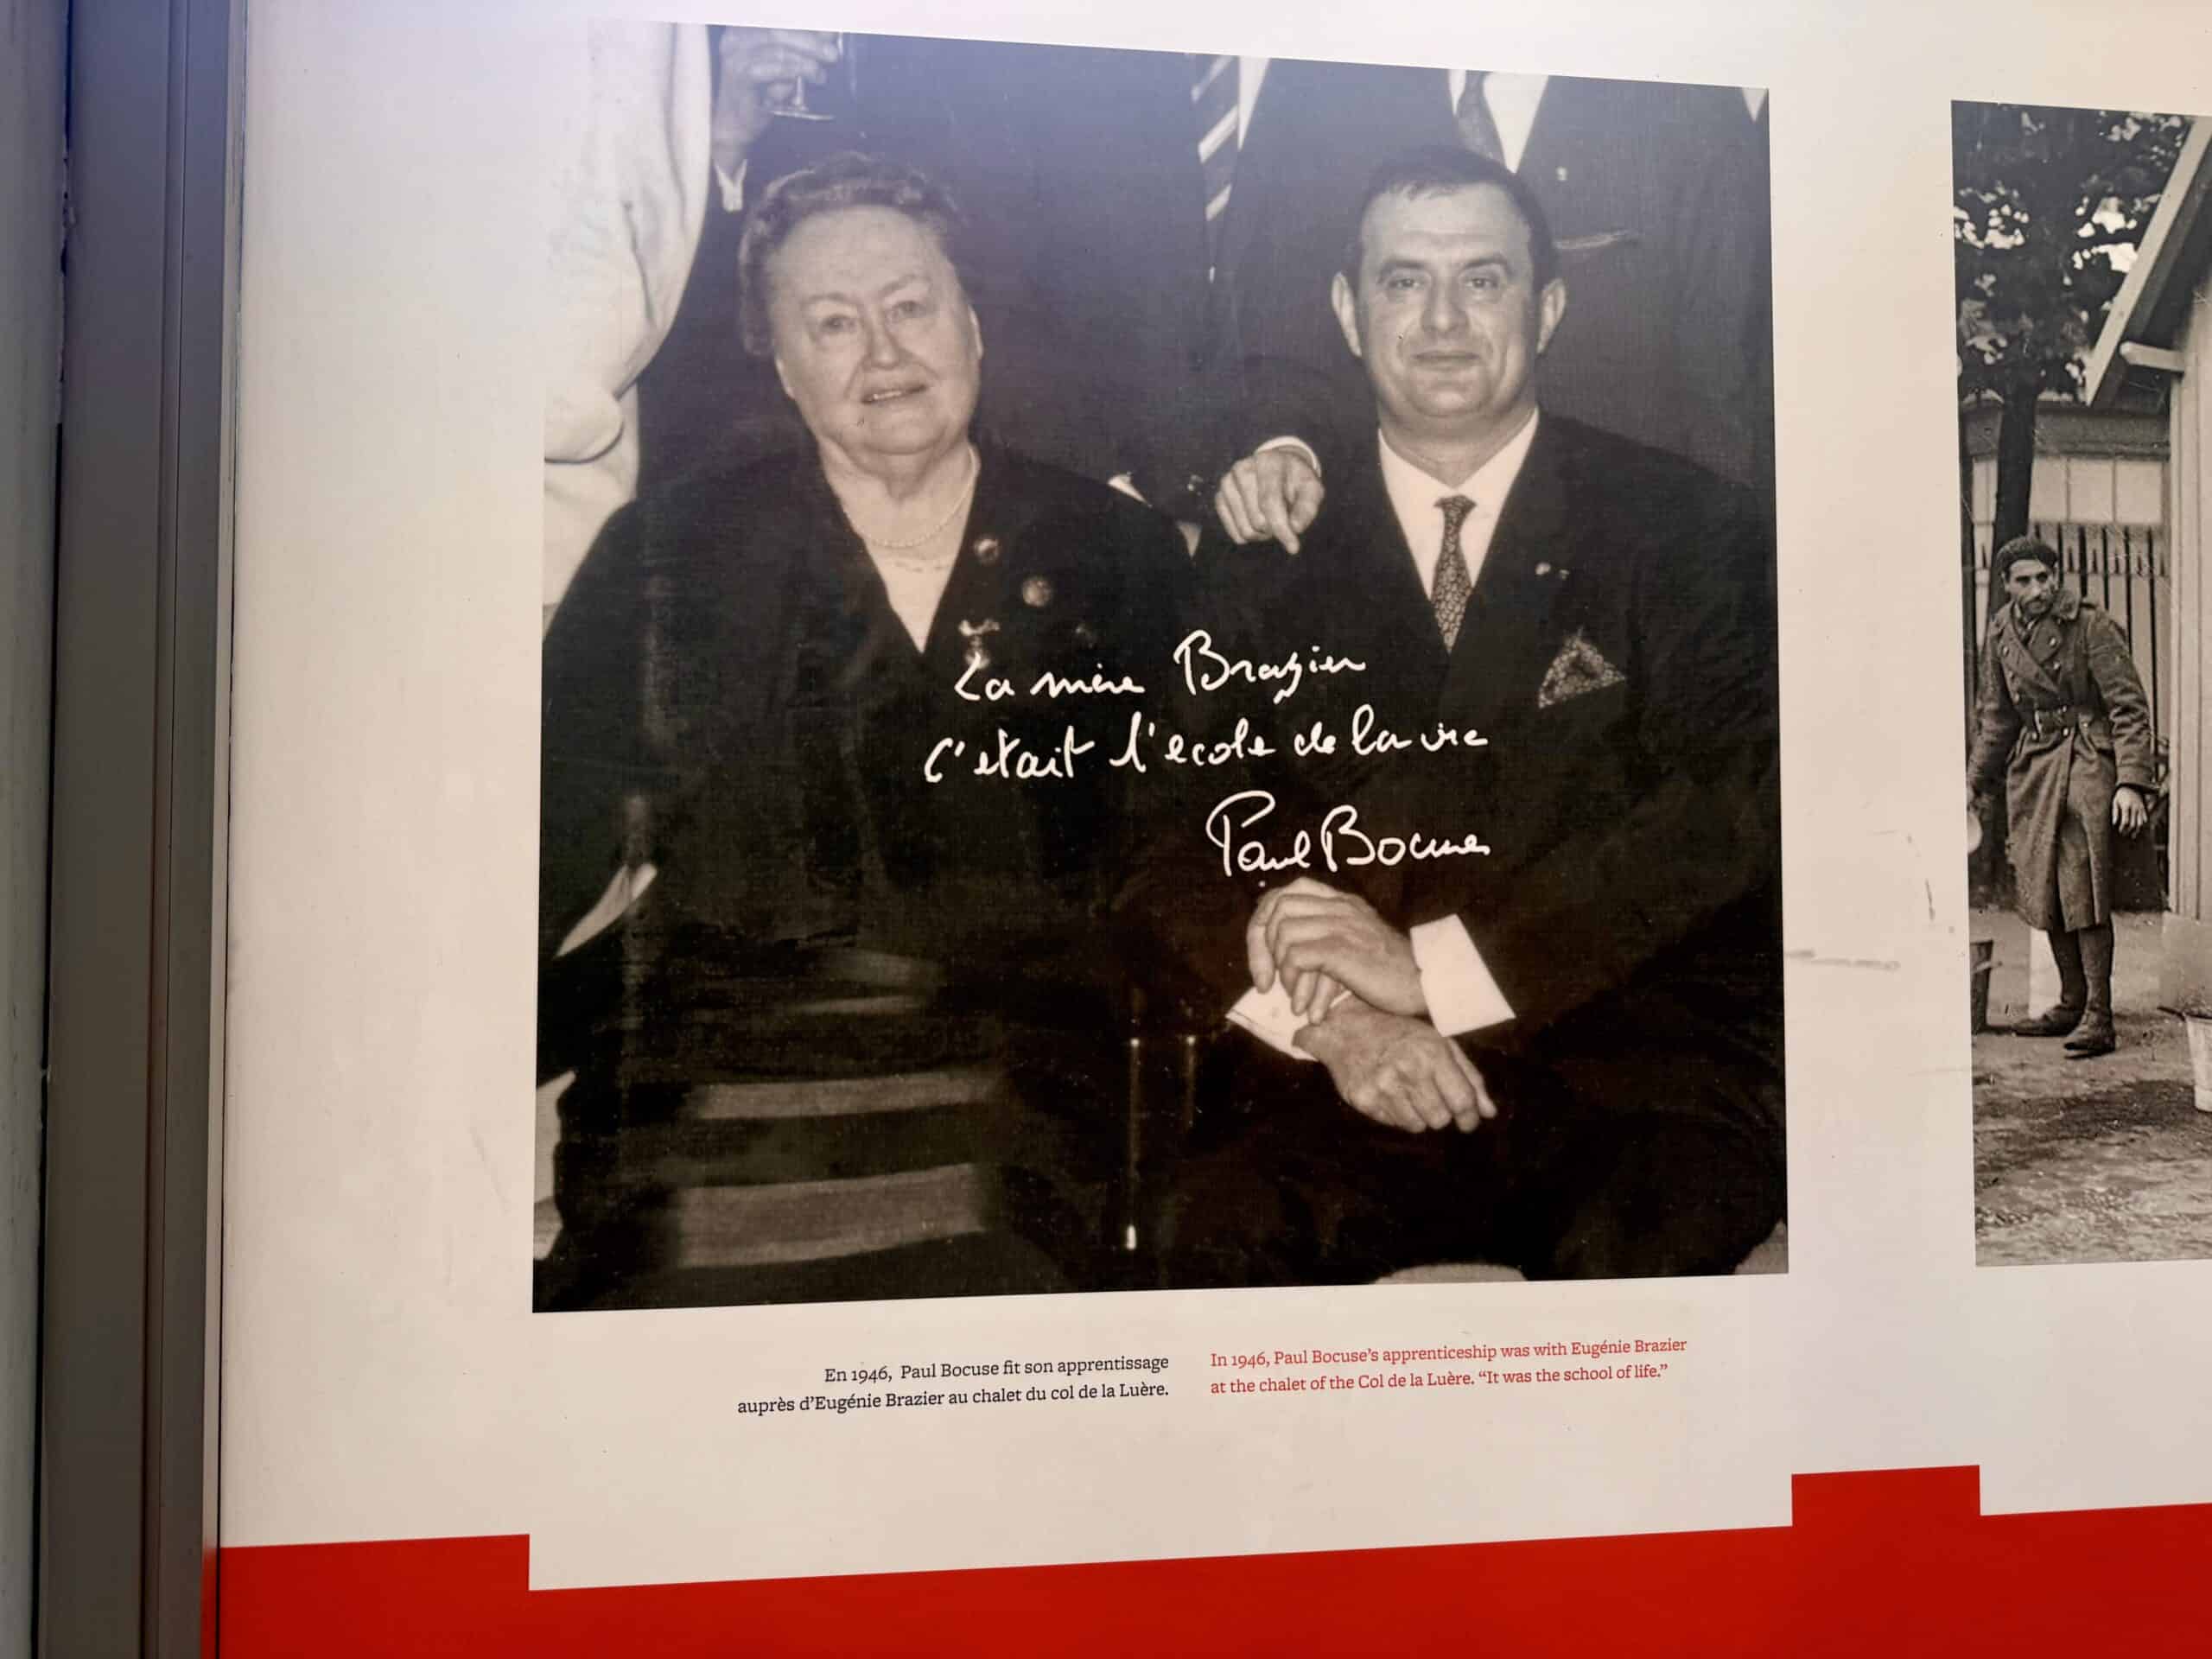 La mère Brazier
c'était l'ecole de la vie
Paul Bocuse
En 1946, Paul Bocuse fit son apprentissage
auprès d'Eugénie Brazier au chalet du col de la Luère.
In 1946, Paul Bocuse's apprenticeship was with Eugénie Brazier
at the chalet of the Col de la Luère. “It was the school of life.”